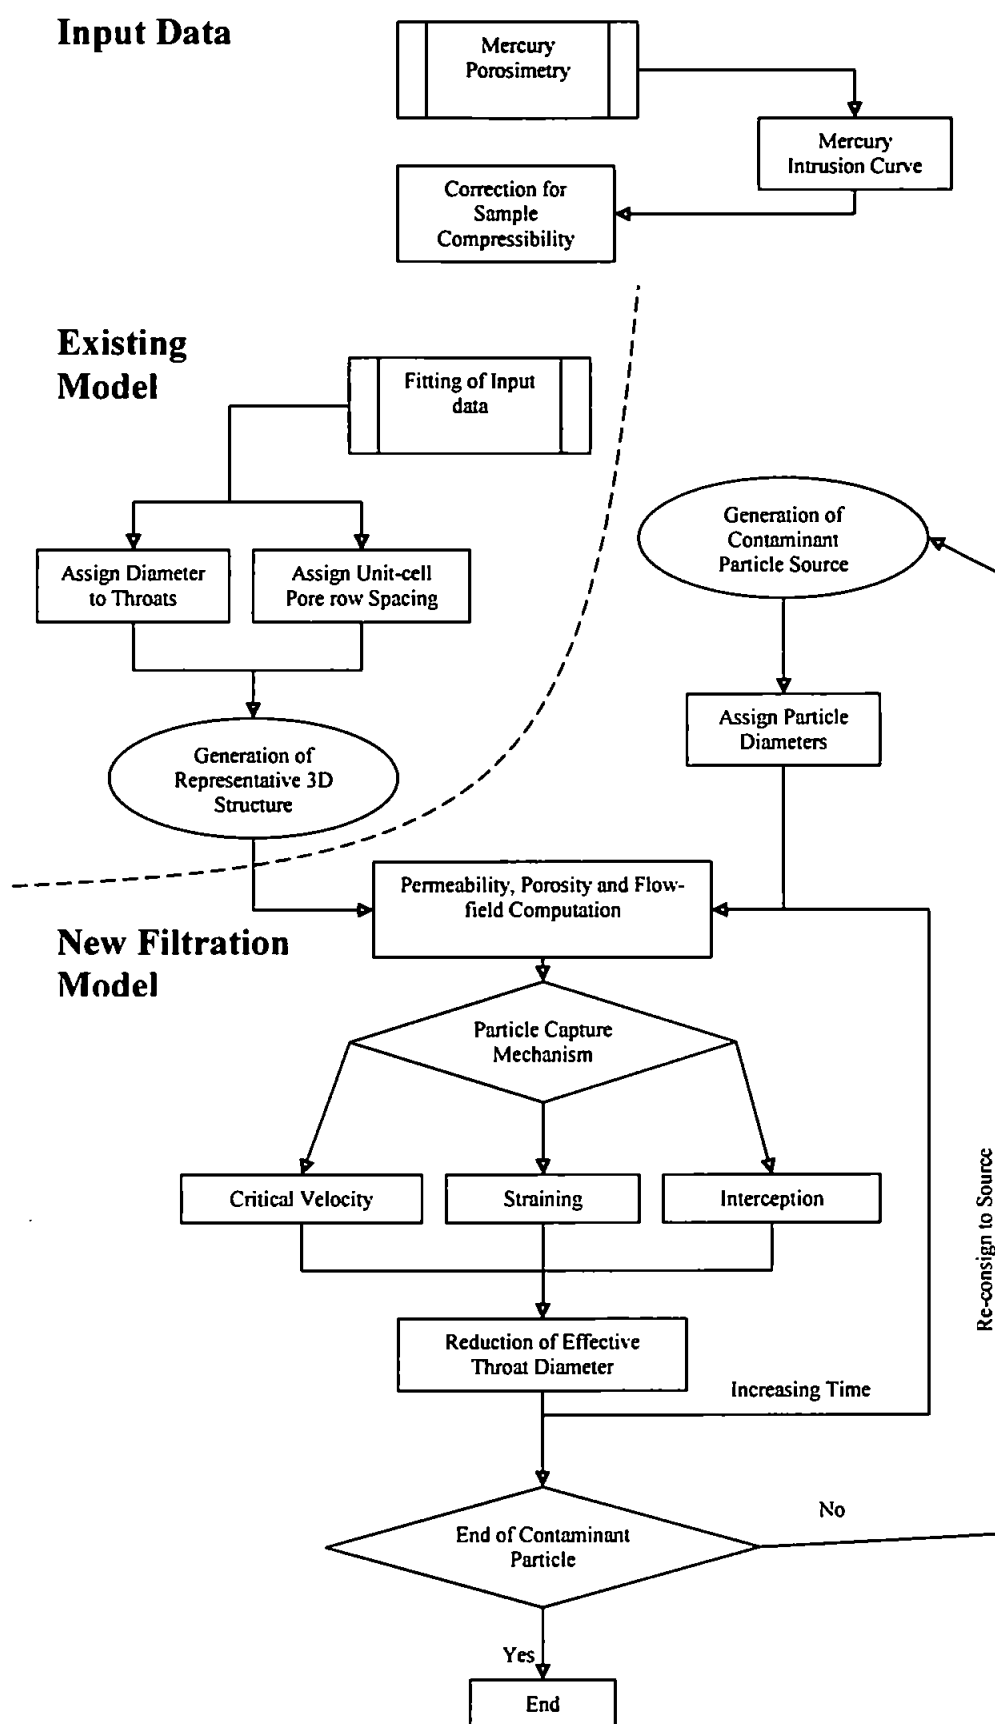 Input Data
Mercury
Porosimetry
Mercury
Intrusion Curve
Correction for
Sample
Compressibility
Existing
Model
Fitting of Input
data
Assign Diameter
to Throats
Assign Unit-cell
Pore row Spacing
Generation of
Contaminant
Particle Source
Generation of
Representative 3D
Structure
Assign Particle
Diameters
Permeability, Porosity and Flow-
field Computation
New Filtration
Model
Particle Capture
Mechanism
Critical Velocity
Straining
Interception
Re-consign to Source
Reduction of Effective
Throat Diameter
Increasing Time
End of Contaminant
Particle
No
Yes
End